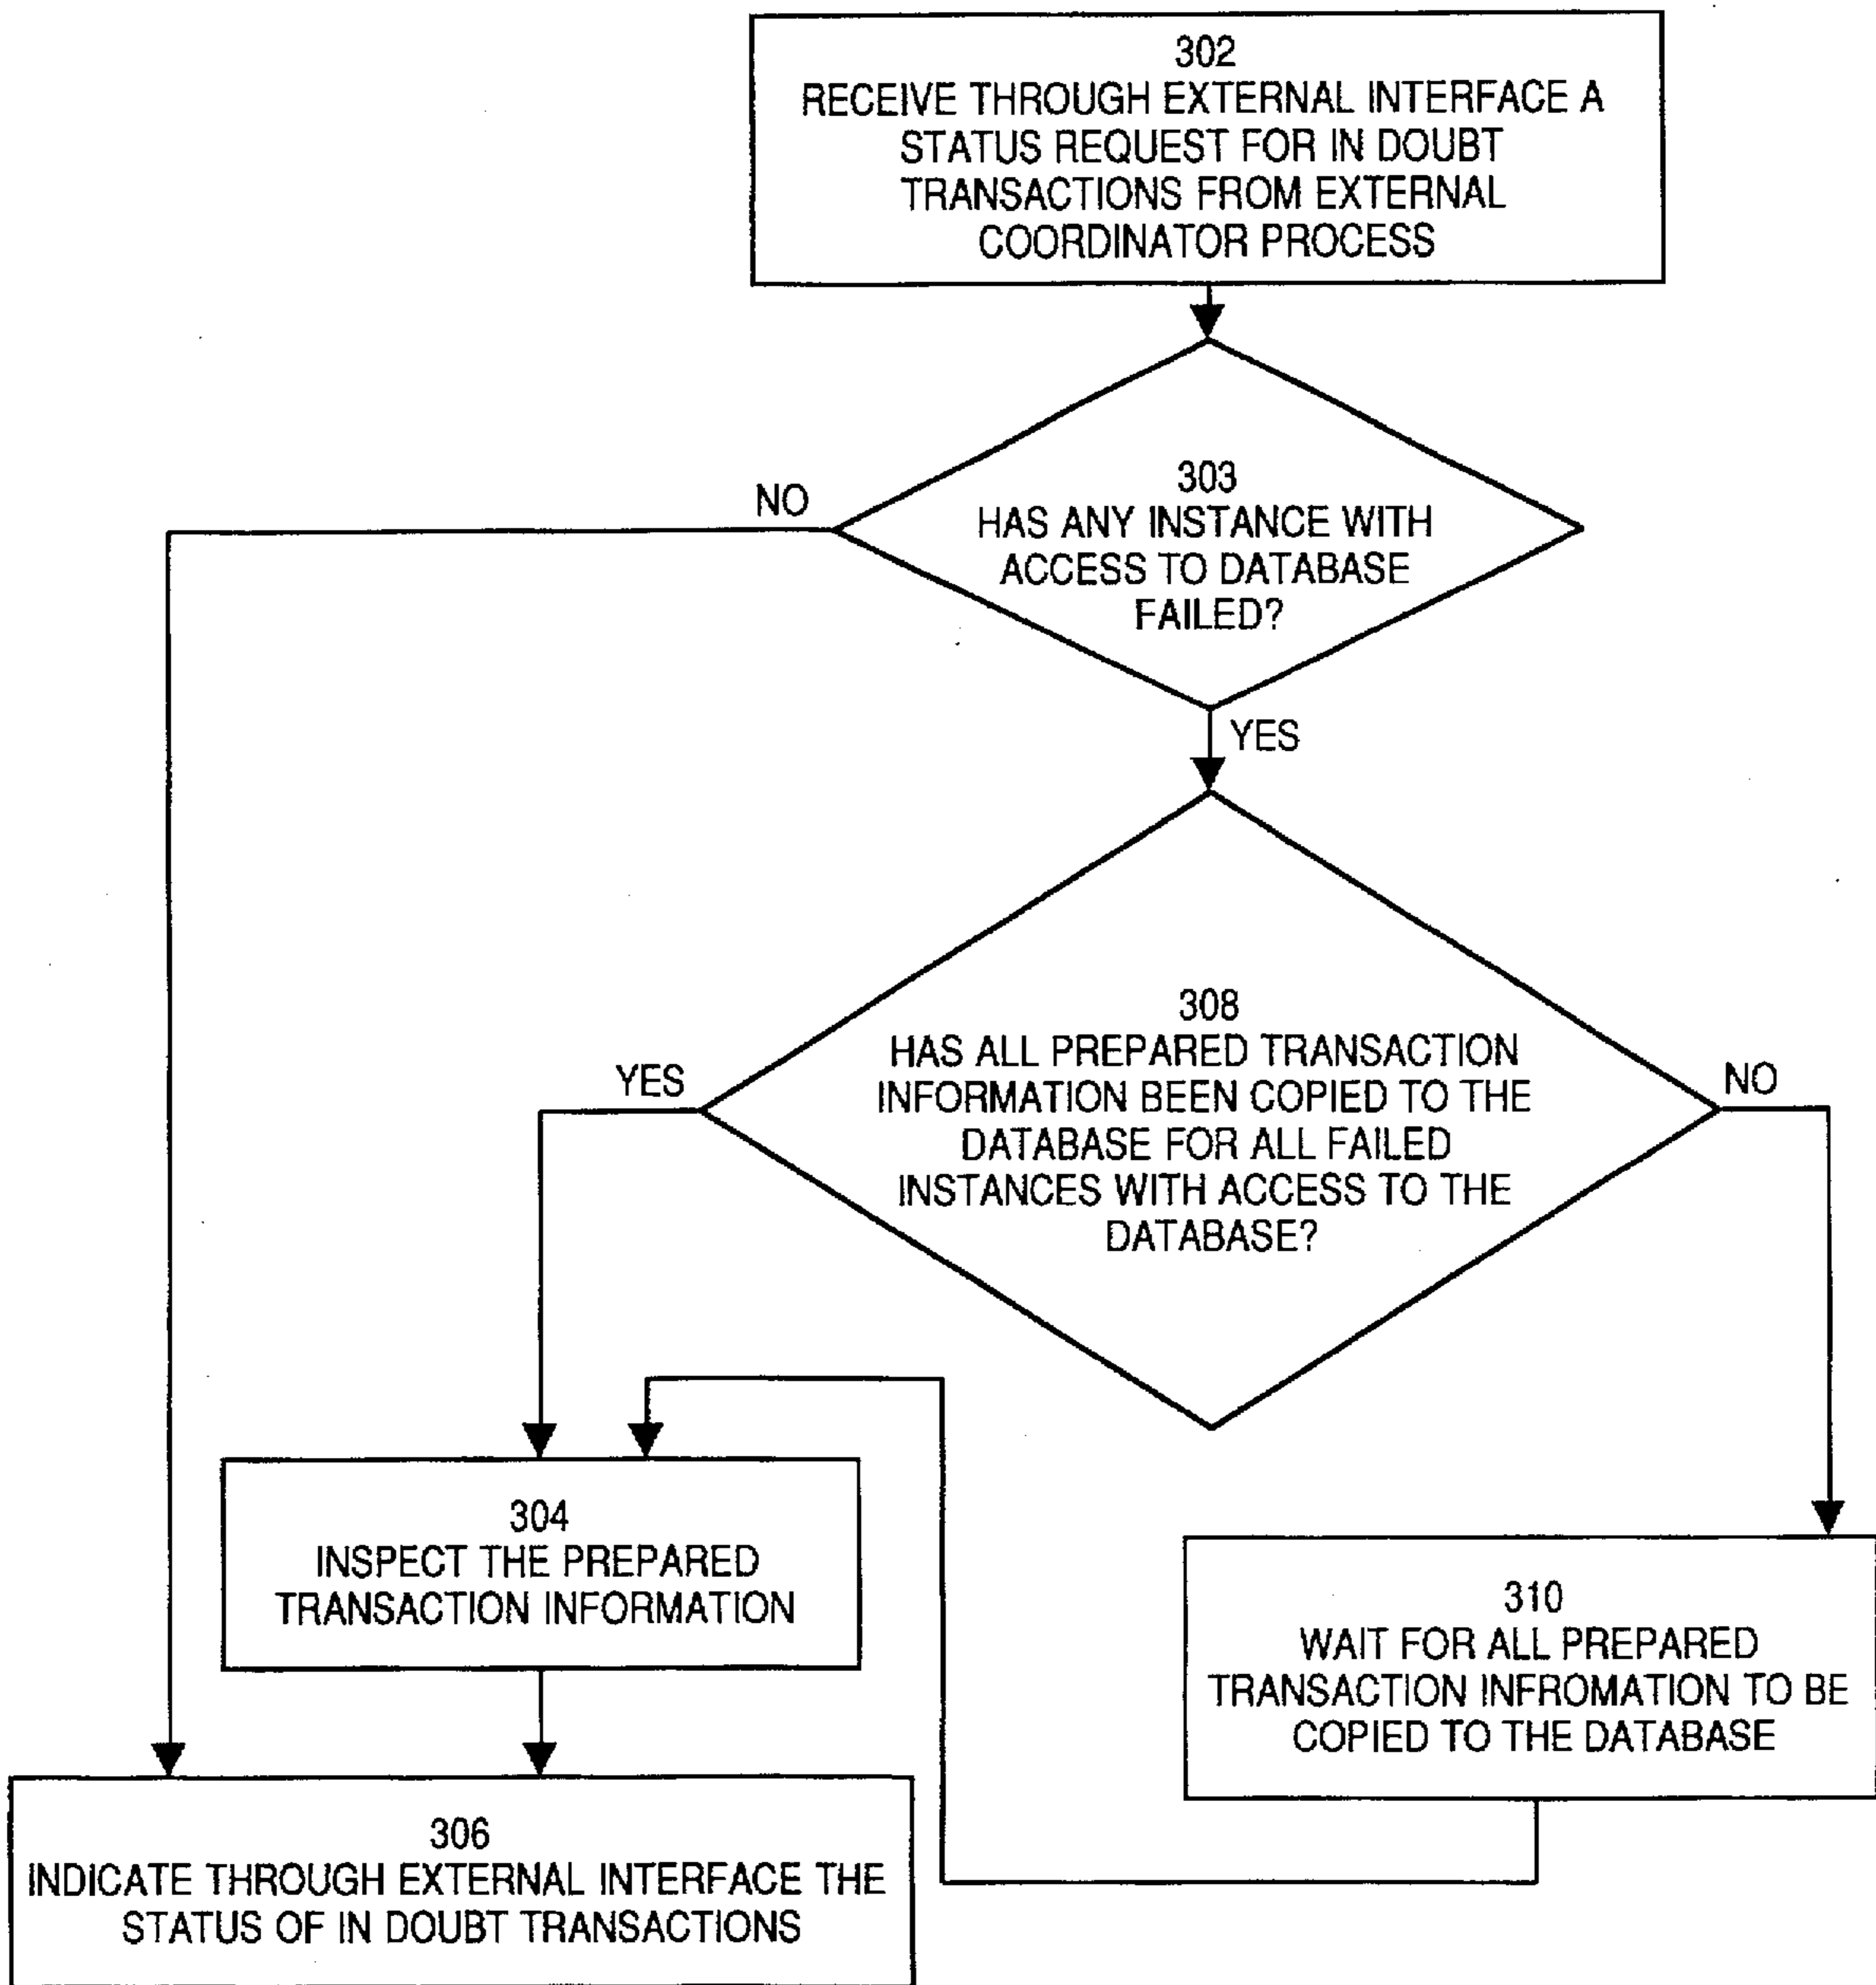 302
RECEIVE THROUGH EXTERNAL INTERFACE A
STATUS REQUEST FOR IN DOUBT
TRANSACTIONS FROM EXTERNAL
COORDINATOR PROCESS
303
HAS ANY INSTANCE WITH
ACCESS TO DATABASE
FAILED?
NO
YES
308
HAS ALL PREPARED TRANSACTION
INFORMATION BEEN COPIED TO THE
DATABASE FOR ALL FAILED
INSTANCES WITH ACCESS TO THE
DATABASE?
YES
NO
304
INSPECT THE PREPARED
TRANSACTION INFORMATION
310
WAIT FOR ALL PREPARED
TRANSACTION INFROMATION TO BE
COPIED TO THE DATABASE
306
INDICATE THROUGH EXTERNAL INTERFACE THE
STATUS OF IN DOUBT TRANSACTIONS